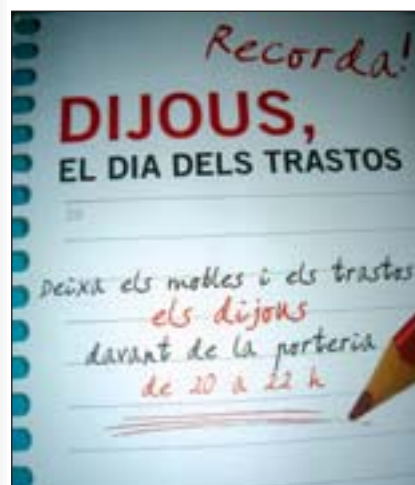 Recorda!
DIJOUS,
EL DIA DELS TRASTOS
Deixa els mobles i els trastos
els dijous
davant de la porteria
de 20 a 22 h